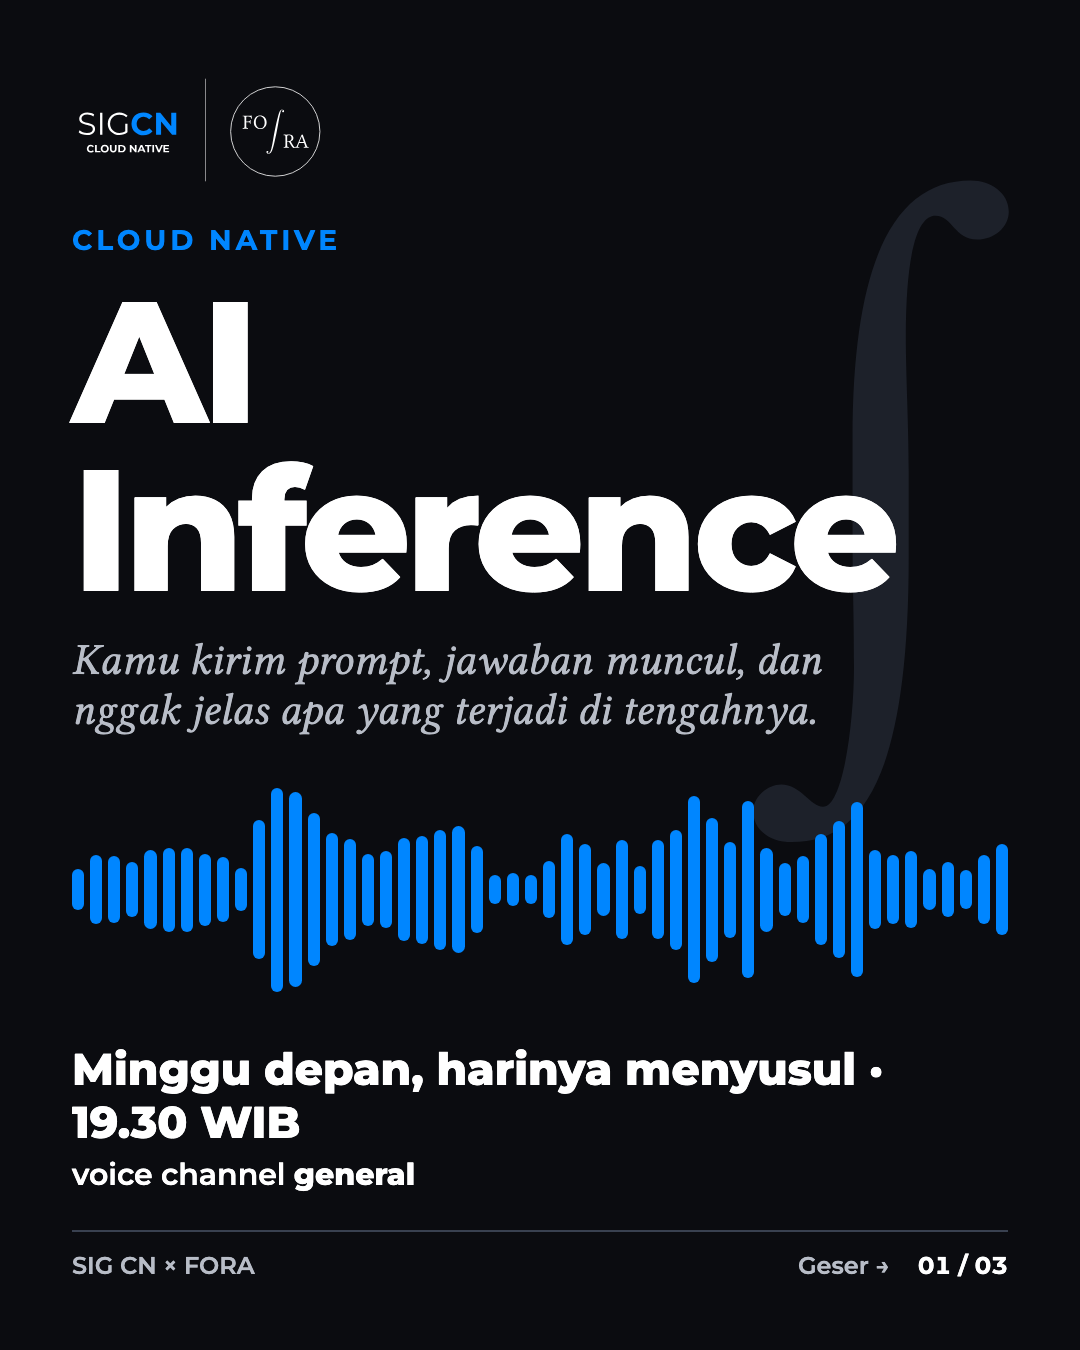 SIGCN
CLOUD NATIVE
FO∫RA
CLOUD NATIVE
AI
Inference
Kamu kirim prompt, jawaban muncul, dan
nggak jelas apa yang terjadi di tengahnya.
Minggu depan, harinya menyusul •
19.30 WIB
voice channel general
SIG CN × FORA
Geser → 01 / 03